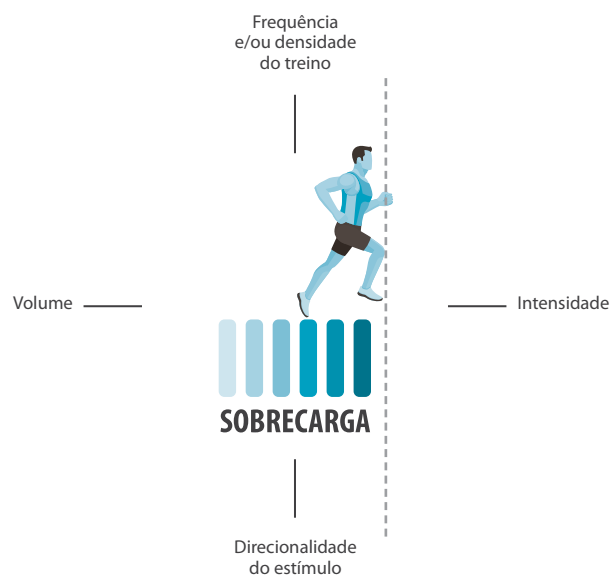 Frequência
e/ou densidade
do treino
Volume
Intensidade
SOBRECARGA
Direcionalidade
do estímulo